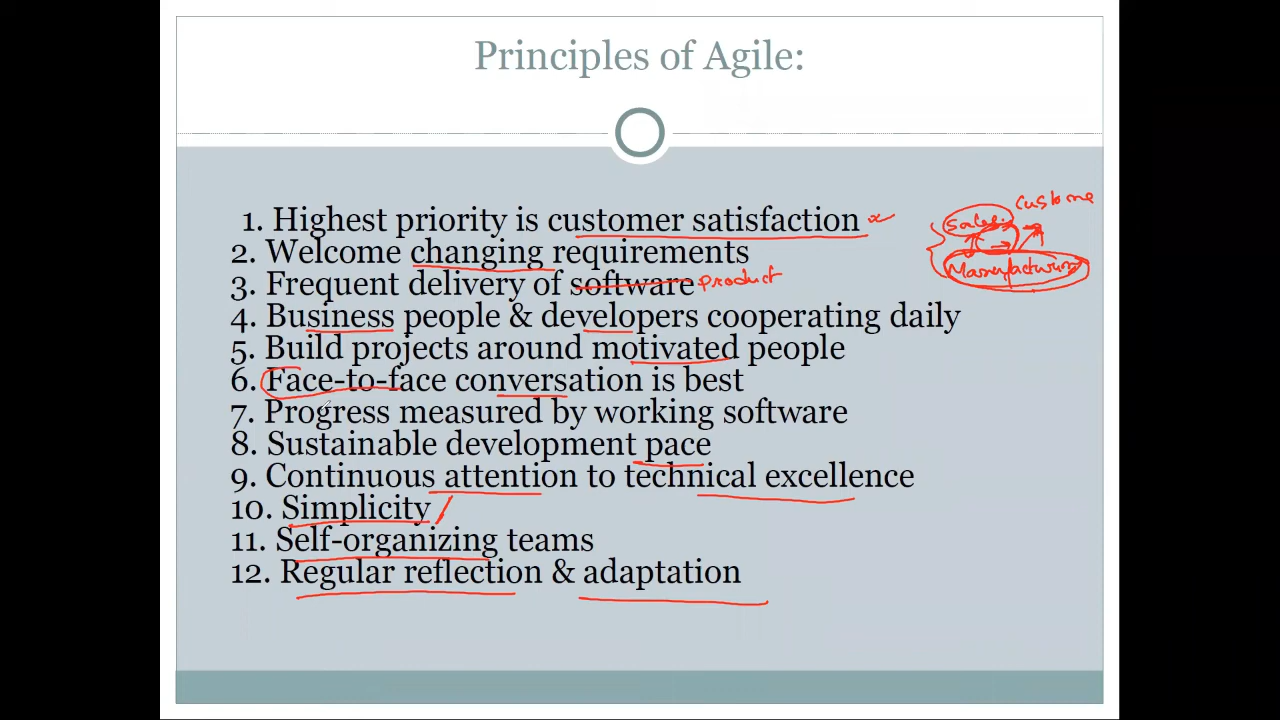 Principles of Agile:
1. Highest priority is customer satisfaction
2. Welcome changing requirements
3. Frequent delivery of software product
4. Business people & developers cooperating daily
5. Build projects around motivated people
6. Face-to-face conversation is best
7. Progress measured by working software
8. Sustainable development pace
9. Continuous attention to technical excellence
10. Simplicity
11. Self-organizing teams
12. Regular reflection & adaptation
custome
Sales
Manufacturing